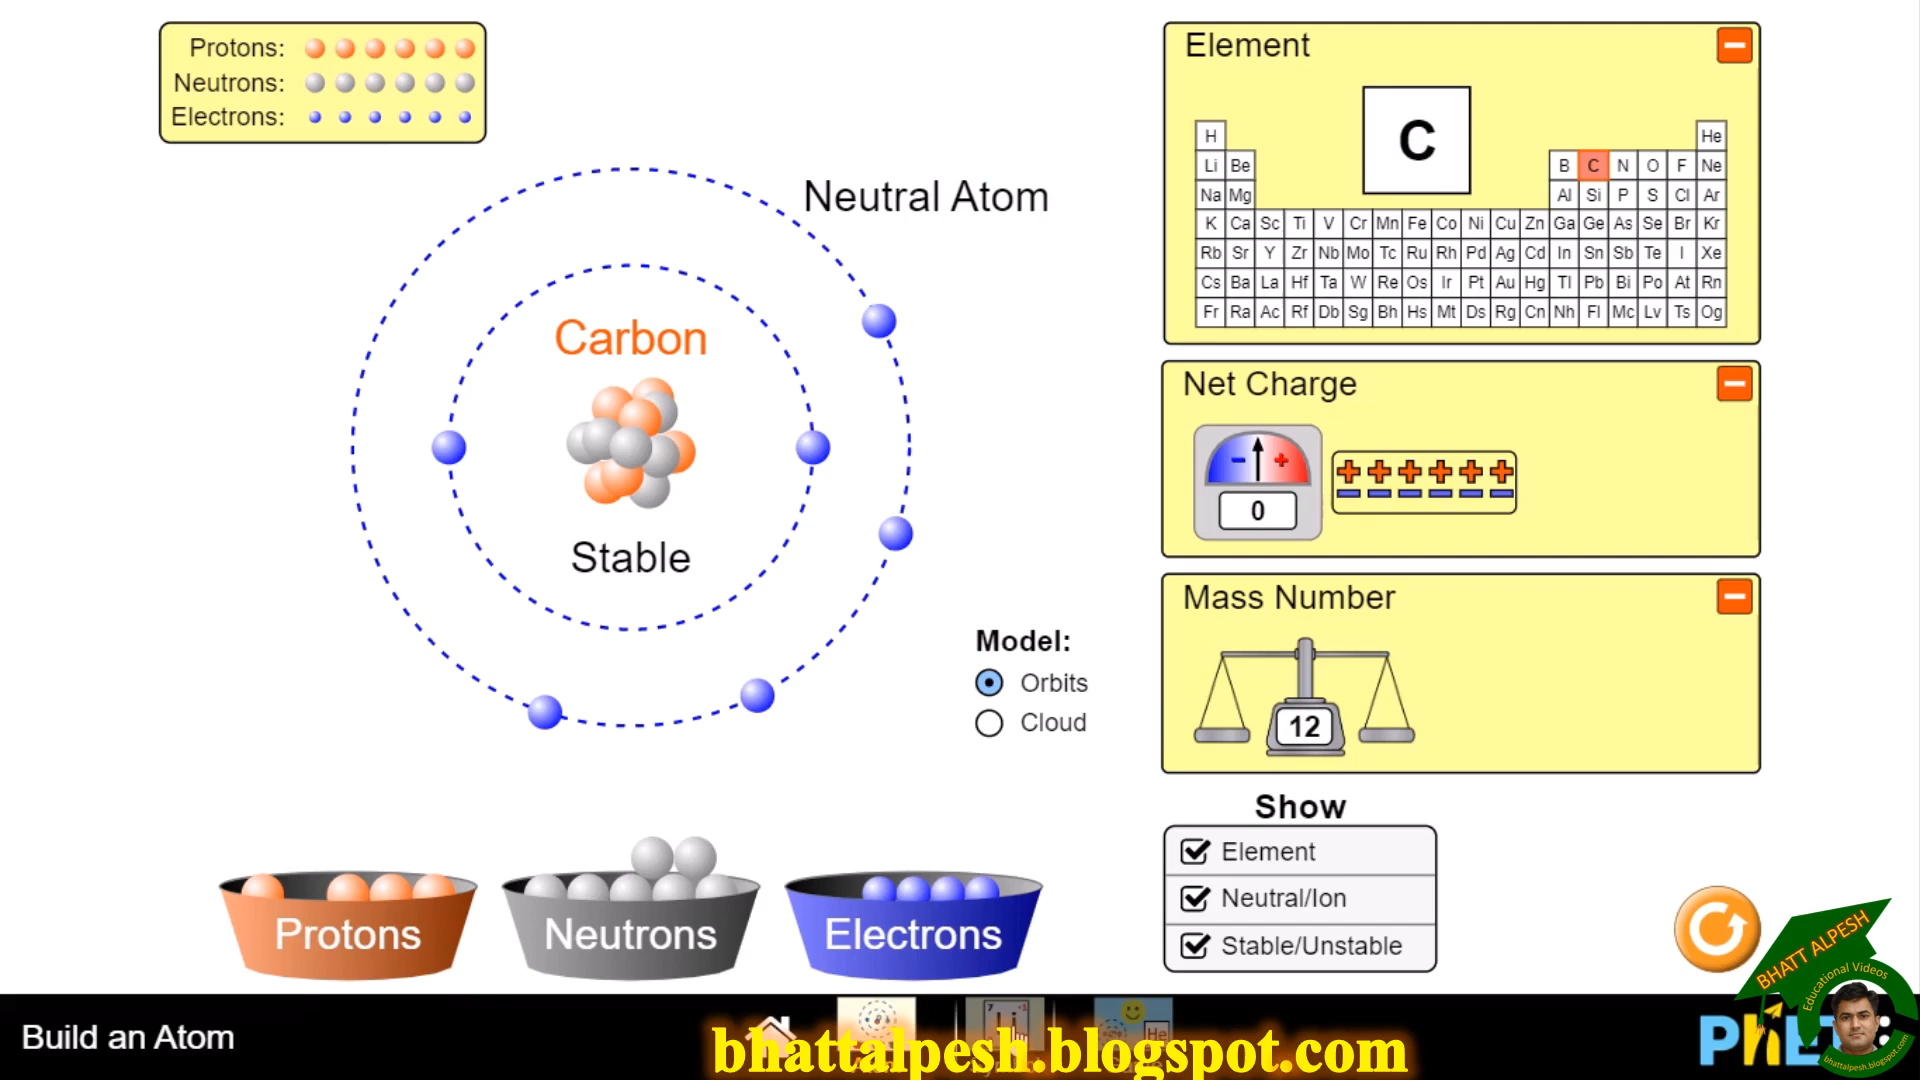 Protons:
Neutrons:
Electrons:
Neutral Atom
Carbon
Stable
Model:
Orbits
Cloud
Protons
Neutrons
Electrons
Element
C
H He
Li Be B C N O F Ne
Na Mg Al Si P S Cl Ar
K Ca Sc Ti V Cr Mn Fe Co Ni Cu Zn Ga Ge As Se Br Kr
Rb Sr Y Zr Nb Mo Tc Ru Rh Pd Ag Cd In Sn Sb Te I Xe
Cs Ba La Hf Ta W Re Os Ir Pt Au Hg Tl Pb Bi Po At Rn
Fr Ra Ac Rf Db Sg Bh Hs Mt Ds Rg Cn Nh Fl Mc Lv Ts Og
Net Charge
- +
0
Mass Number
12
Show
Element
Neutral/Ion
Stable/Unstable
BHATT ALPESH
Educational Videos
bhattalpesh.blogspot.com
Build an Atom
He
bhattalpesh.blogspot.com